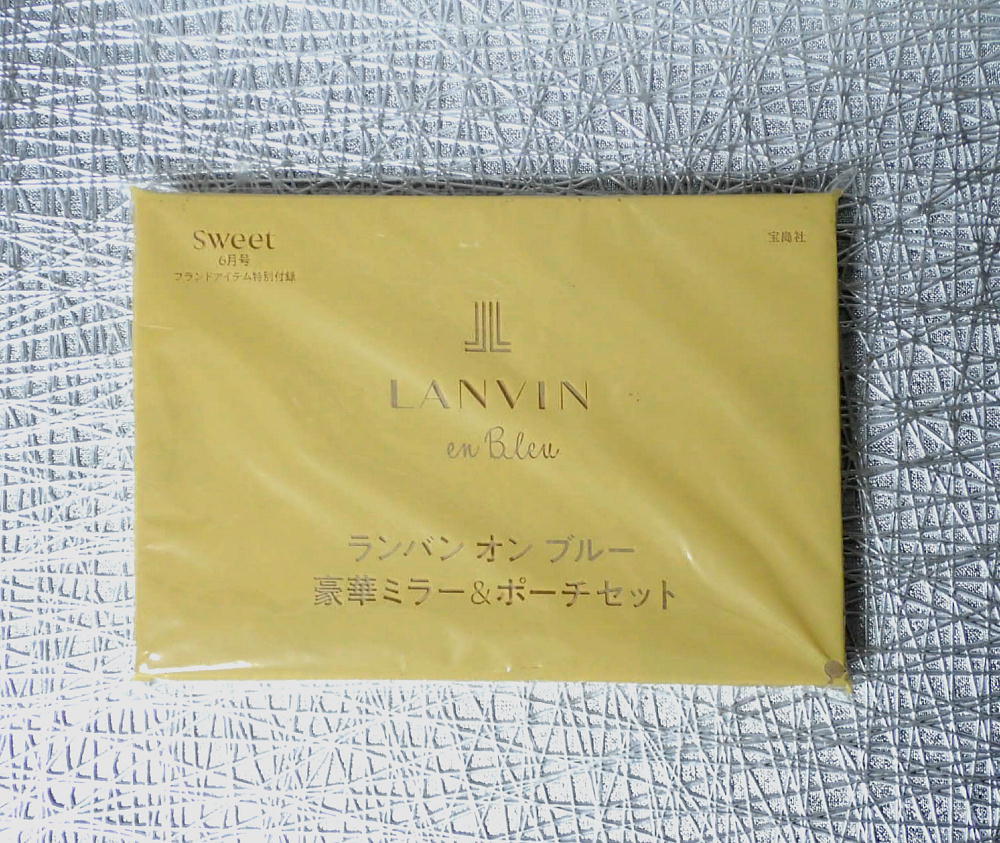 sweet
6月号
ブランドアイテム特別付録
宝島社
LANVIN
en Bleu
ランバン オン ブルー
豪華ミラー&ポーチセット